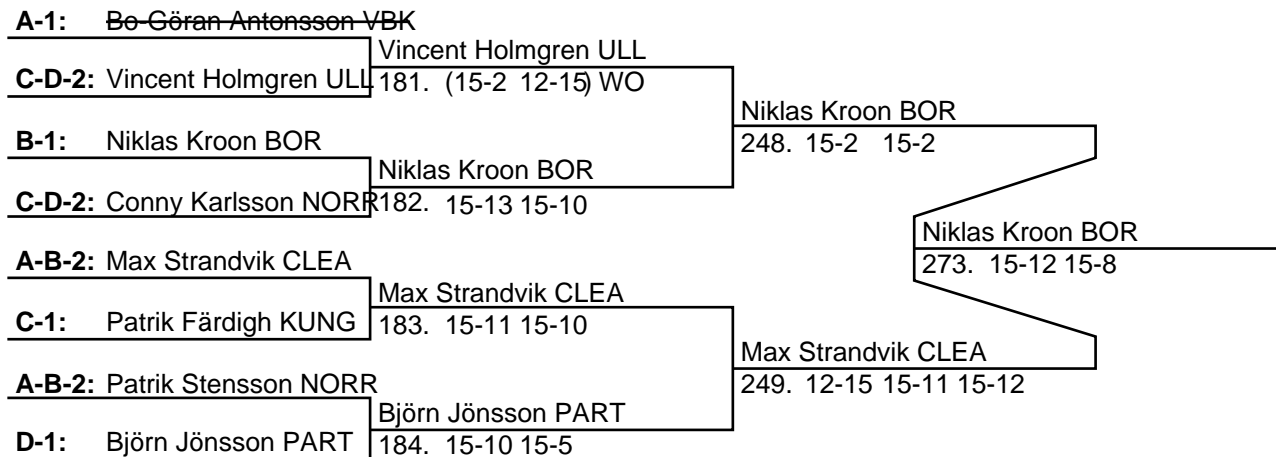 A-1: Bo-Göran Antonsson VBK
Vincent Holmgren ULL
C-D-2: Vincent Holmgren ULL 181. (15-2 12-15) WO
Niklas Kroon BOR
B-1: Niklas Kroon BOR
248. 15-2 15-2
Niklas Kroon BOR
C-D-2: Conny Karlsson NORR 182. 15-13 15-10
Niklas Kroon BOR
A-B-2: Max Strandvik CLEA
273. 15-12 15-8
Max Strandvik CLEA
C-1: Patrik Färdigh KUNG 183. 15-11 15-10
Max Strandvik CLEA
A-B-2: Patrik Stensson NORR
249. 12-15 15-11 15-12
Björn Jönsson PART
D-1: Björn Jönsson PART 184. 15-10 15-5